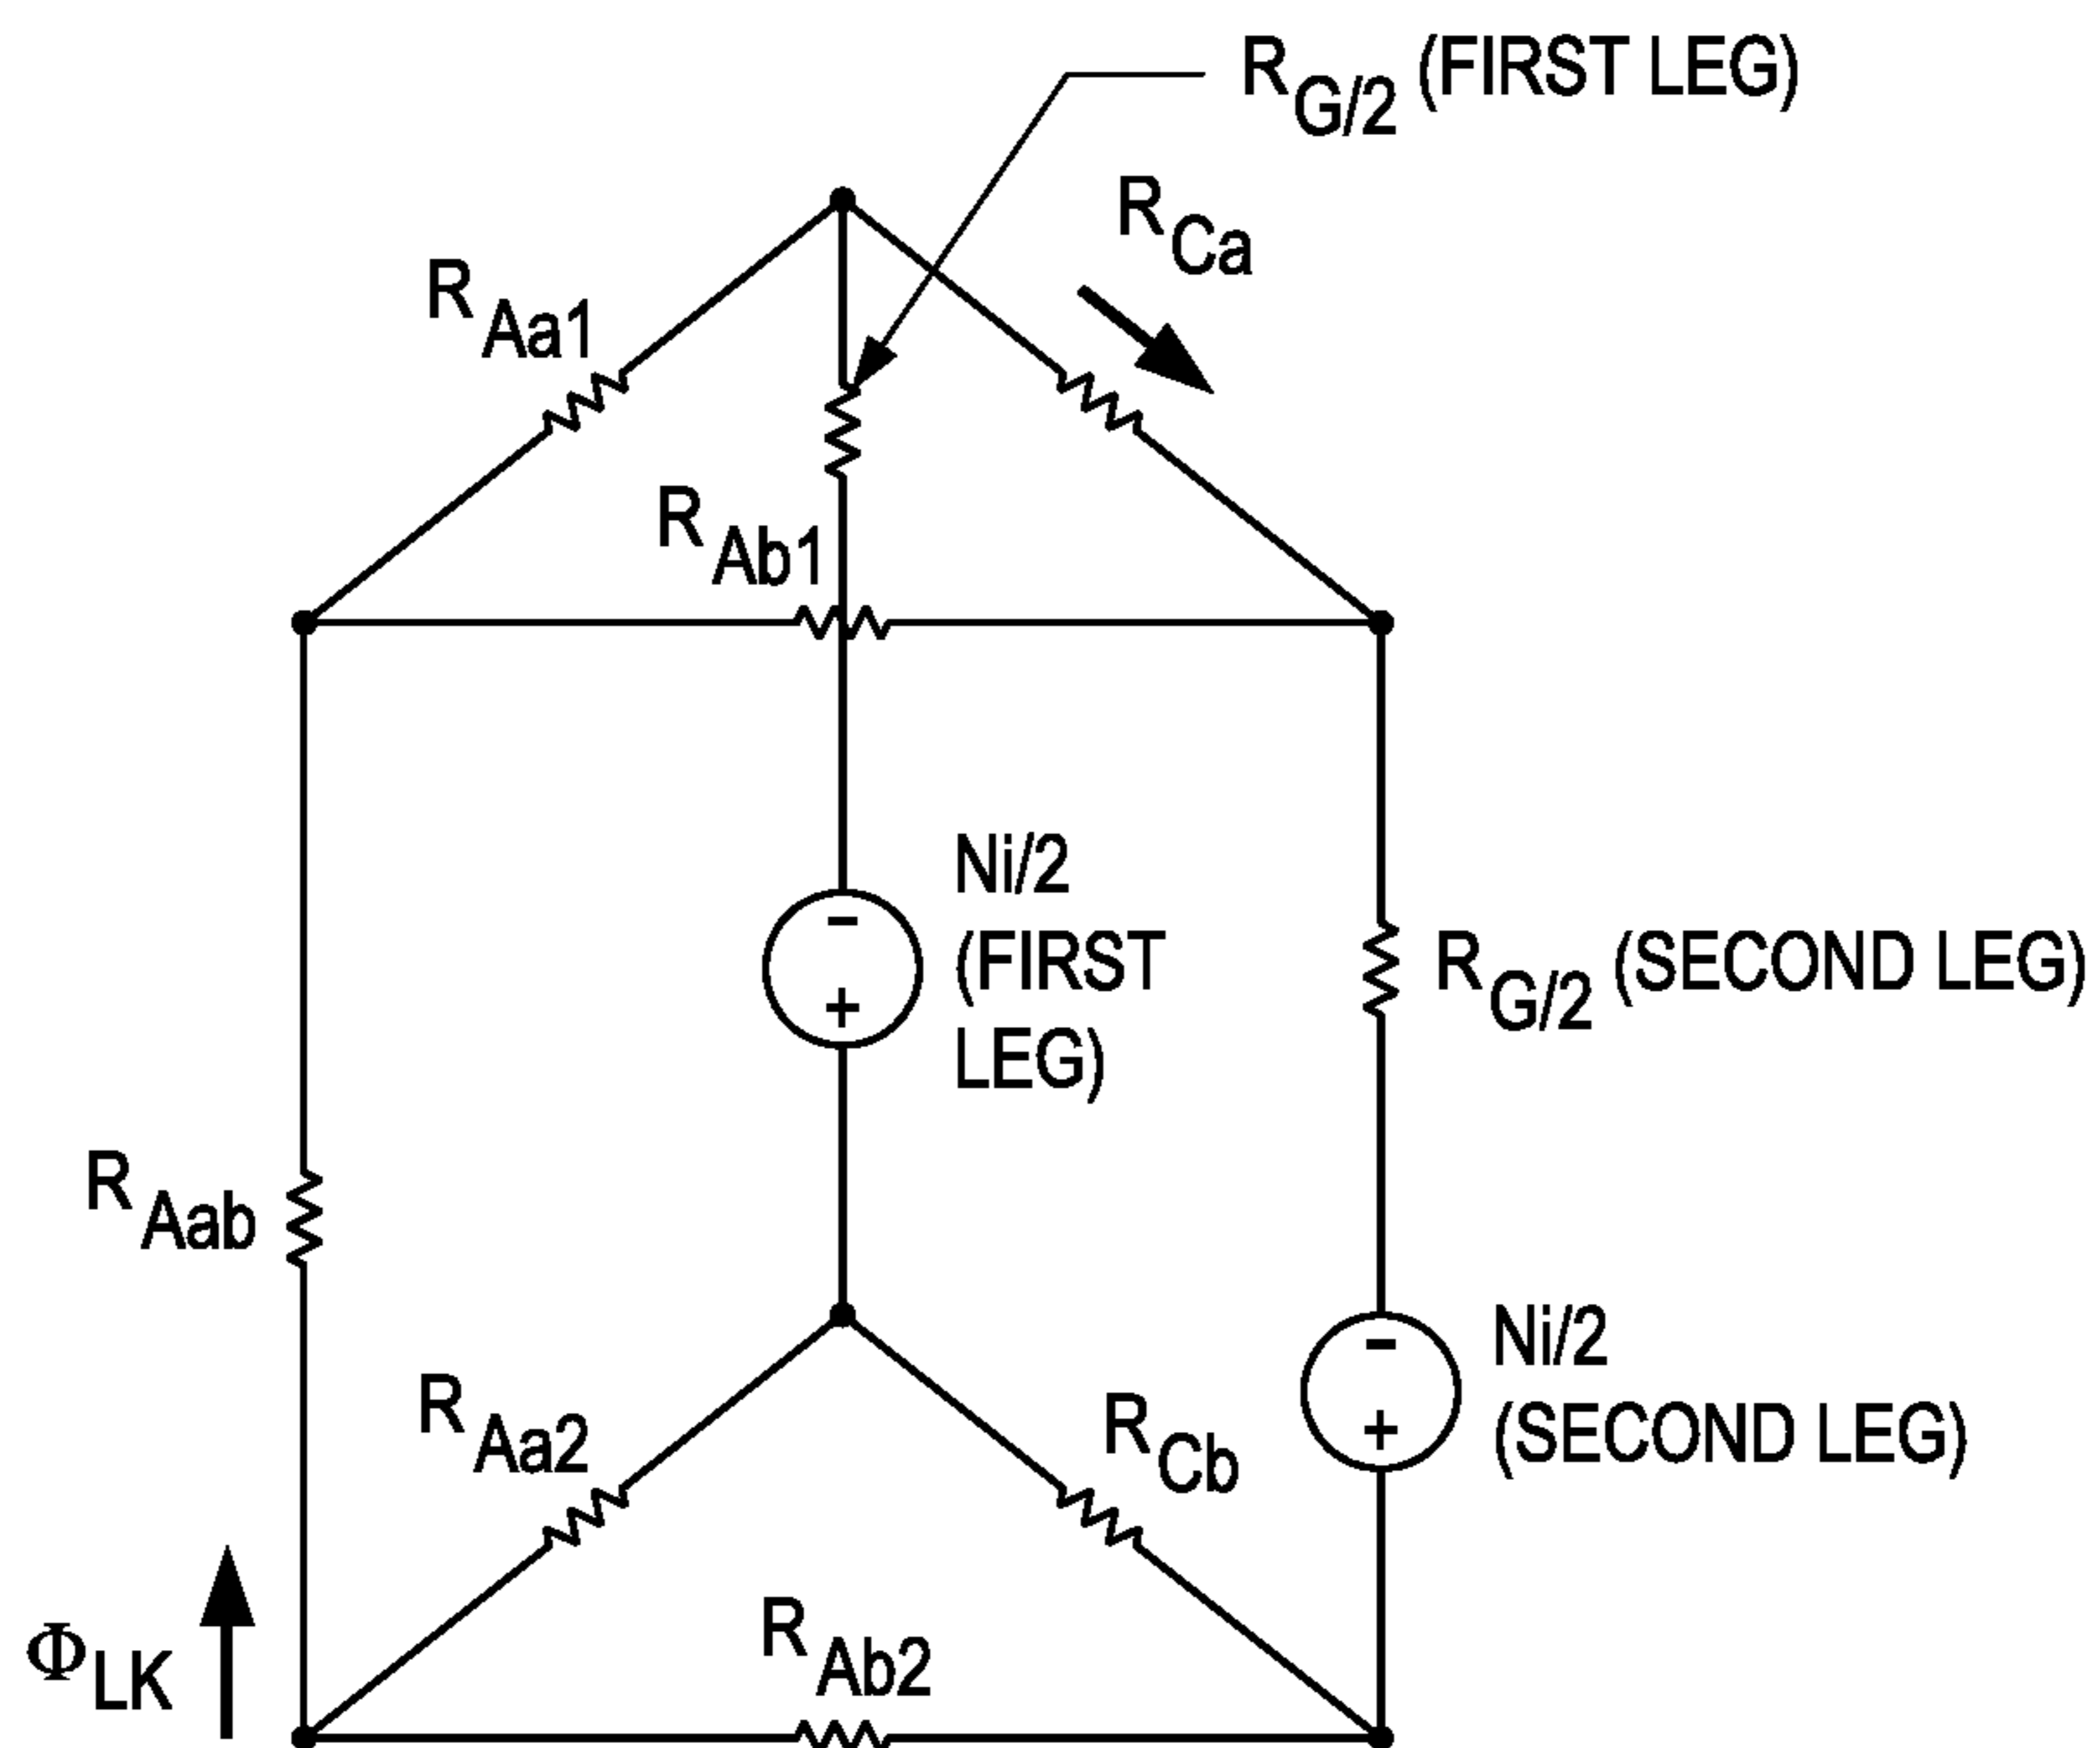 RG/2 (FIRST LEG)
RCa
RAa1
RAb1
-
Ni/2
(FIRST
LEG)
+
RG/2 (SECOND LEG)
RAab
-
Ni/2
(SECOND LEG)
+
RAa2
RCb
RAb2
ΦLK